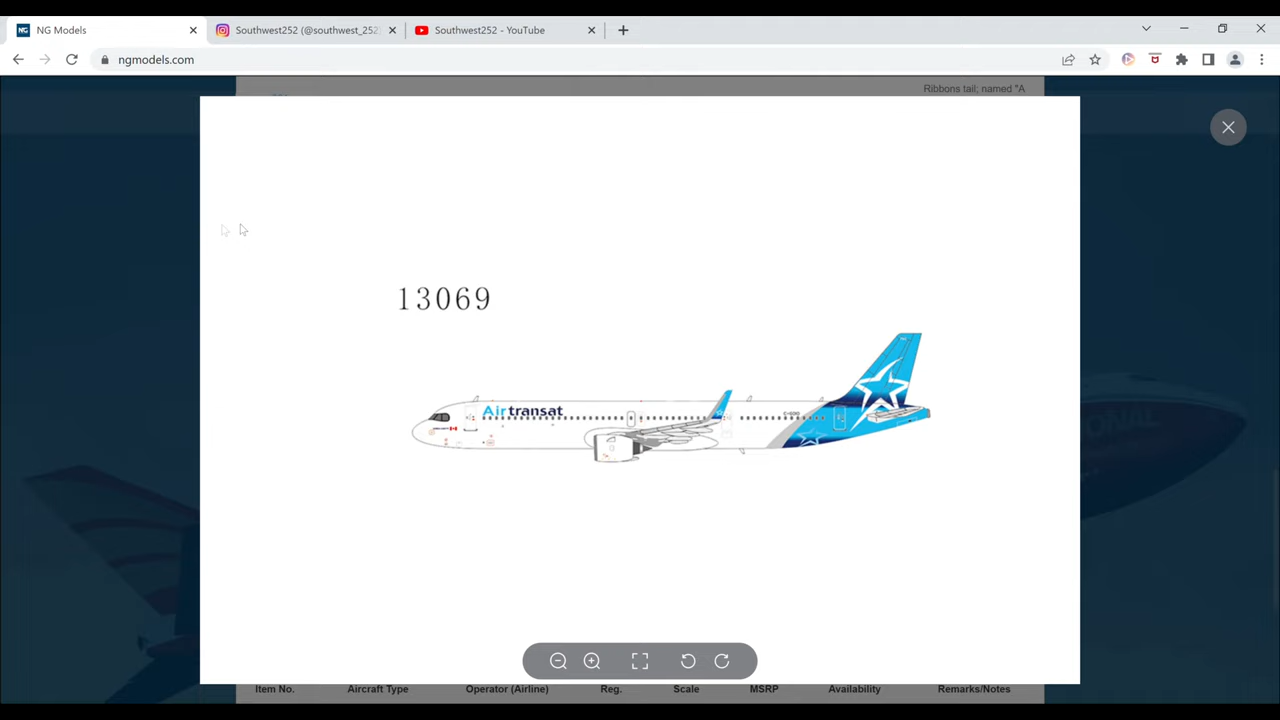 NG Models
Southwest252 (@southwest_252
Southwest252 - YouTube
ngmodels.com
Ribbons tail; named "A
13069
Airtransat
Item No. Aircraft Type Operator (Airline) Reg. Scale MSRP Availability Remarks/Notes